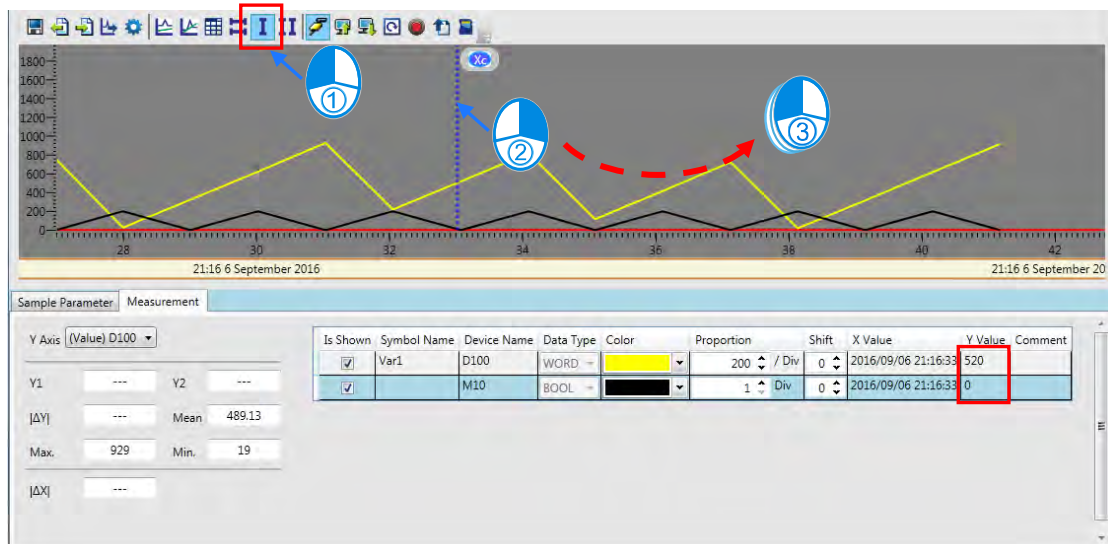 Xc
①
②
③
1800
1600
1400
1200
1000
800
600
400
200
0
28 30 32 34 36 38 40 42
21:16 6 September 2016 21:16 6 September 20
Sample Parameter Measurement
Y Axis (Value) D100
Y1 --- Y2 ---
|ΔY| --- Mean 489.13
Max. 929 Min. 19
|ΔX| ---
Is Shown Symbol Name Device Name Data Type Color Proportion Shift X Value Y Value Comment
Var1 D100 WORD 200 / Div 0 2016/09/06 21:16:33 520
M10 BOOL 1 Div 0 2016/09/06 21:16:33 0